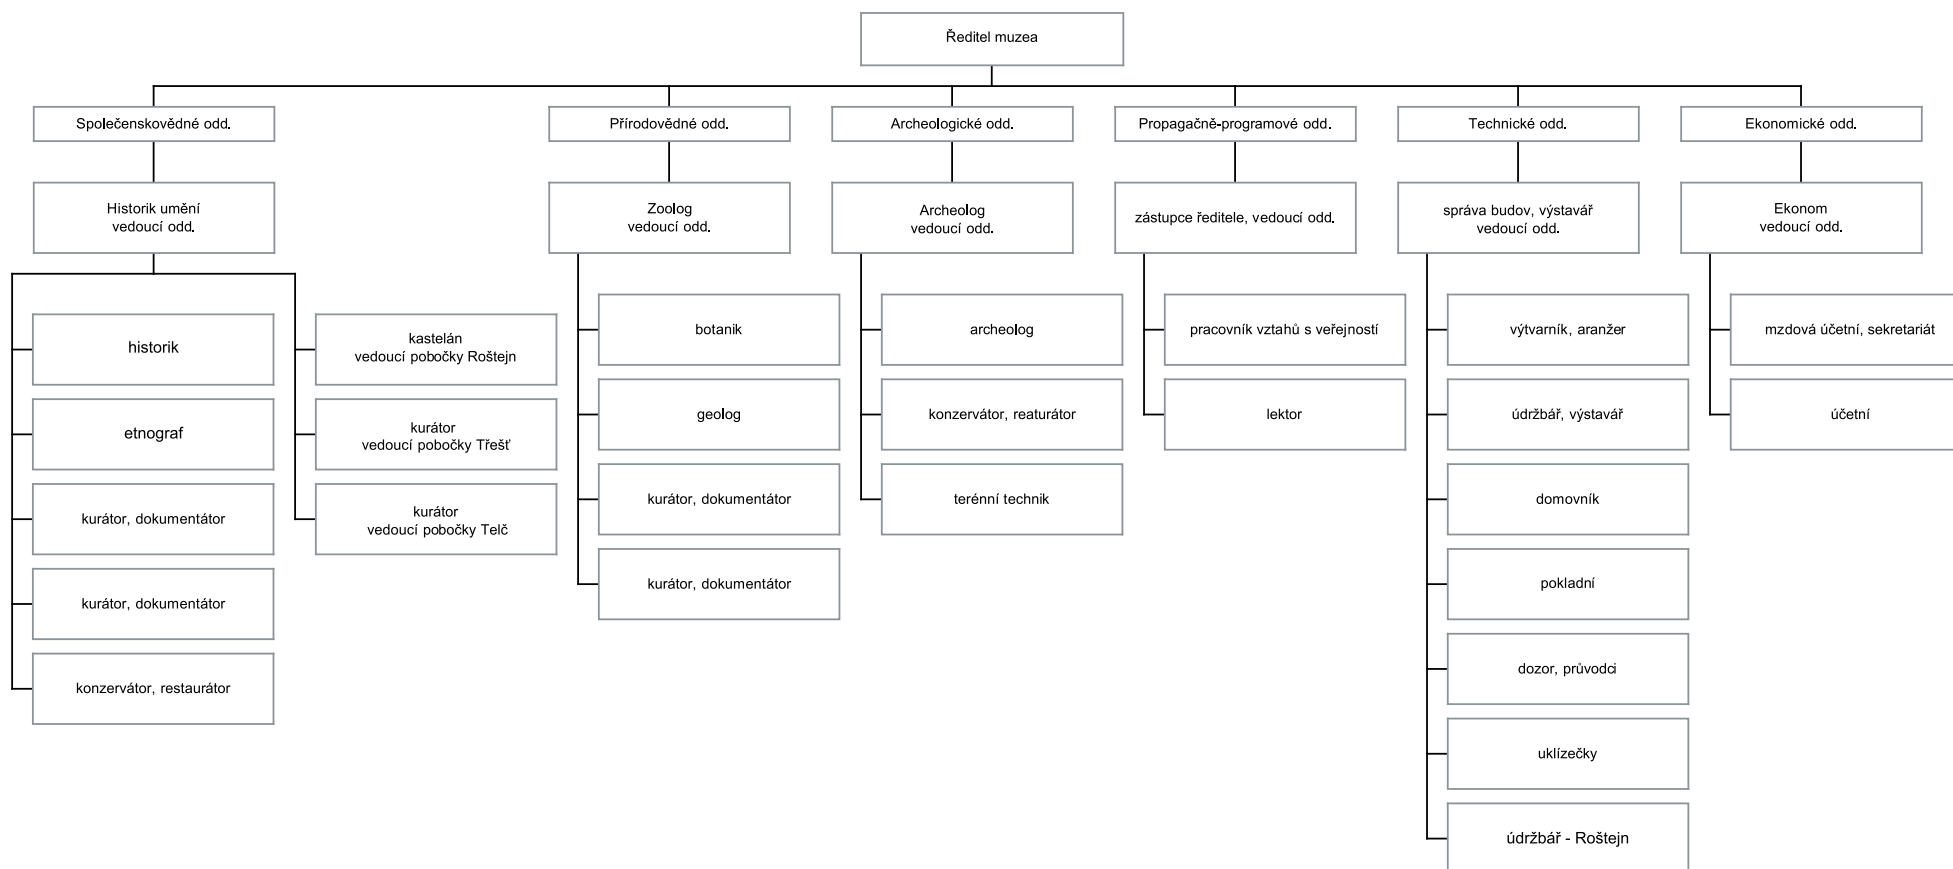 Ředitel muzea
Společenskovědné odd.
Přírodovědné odd.
Archeologické odd.
Propagačně-programové odd.
Technické odd.
Ekonomické odd.
Historik umění
vedoucí odd.
Zoolog
vedoucí odd.
Archeolog
vedoucí odd.
zástupce ředitele, vedoucí odd.
správa budov, výstavář
vedoucí odd.
Ekonom
vedoucí odd.
historik
etnograf
kurátor, dokumentátor
kurátor, dokumentátor
konzervátor, restaurátor
kastelán
vedoucí pobočky Roštejn
kurátor
vedoucí pobočky Třešť
kurátor
vedoucí pobočky Telč
botanik
geolog
kurátor, dokumentátor
kurátor, dokumentátor
archeolog
konzervátor, reaturátor
terénní technik
pracovník vztahů s veřejností
lektor
výtvarník, aranžer
údržbář, výstavář
domovník
pokladní
dozor, průvodci
uklízečky
údržbář - Roštejn
mzdová účetní, sekretariát
účetní